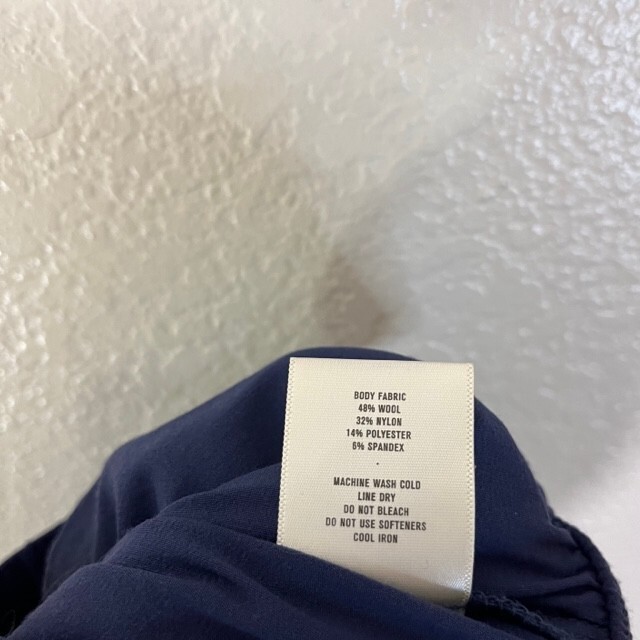 BODY FABRIC
48% WOOL
32% NYLON
14% POLYESTER
6% SPANDEX
MACHINE WASH COLD
LINE DRY
DO NOT BLEACH
DO NOT USE SOFTENERS
COOL IRON